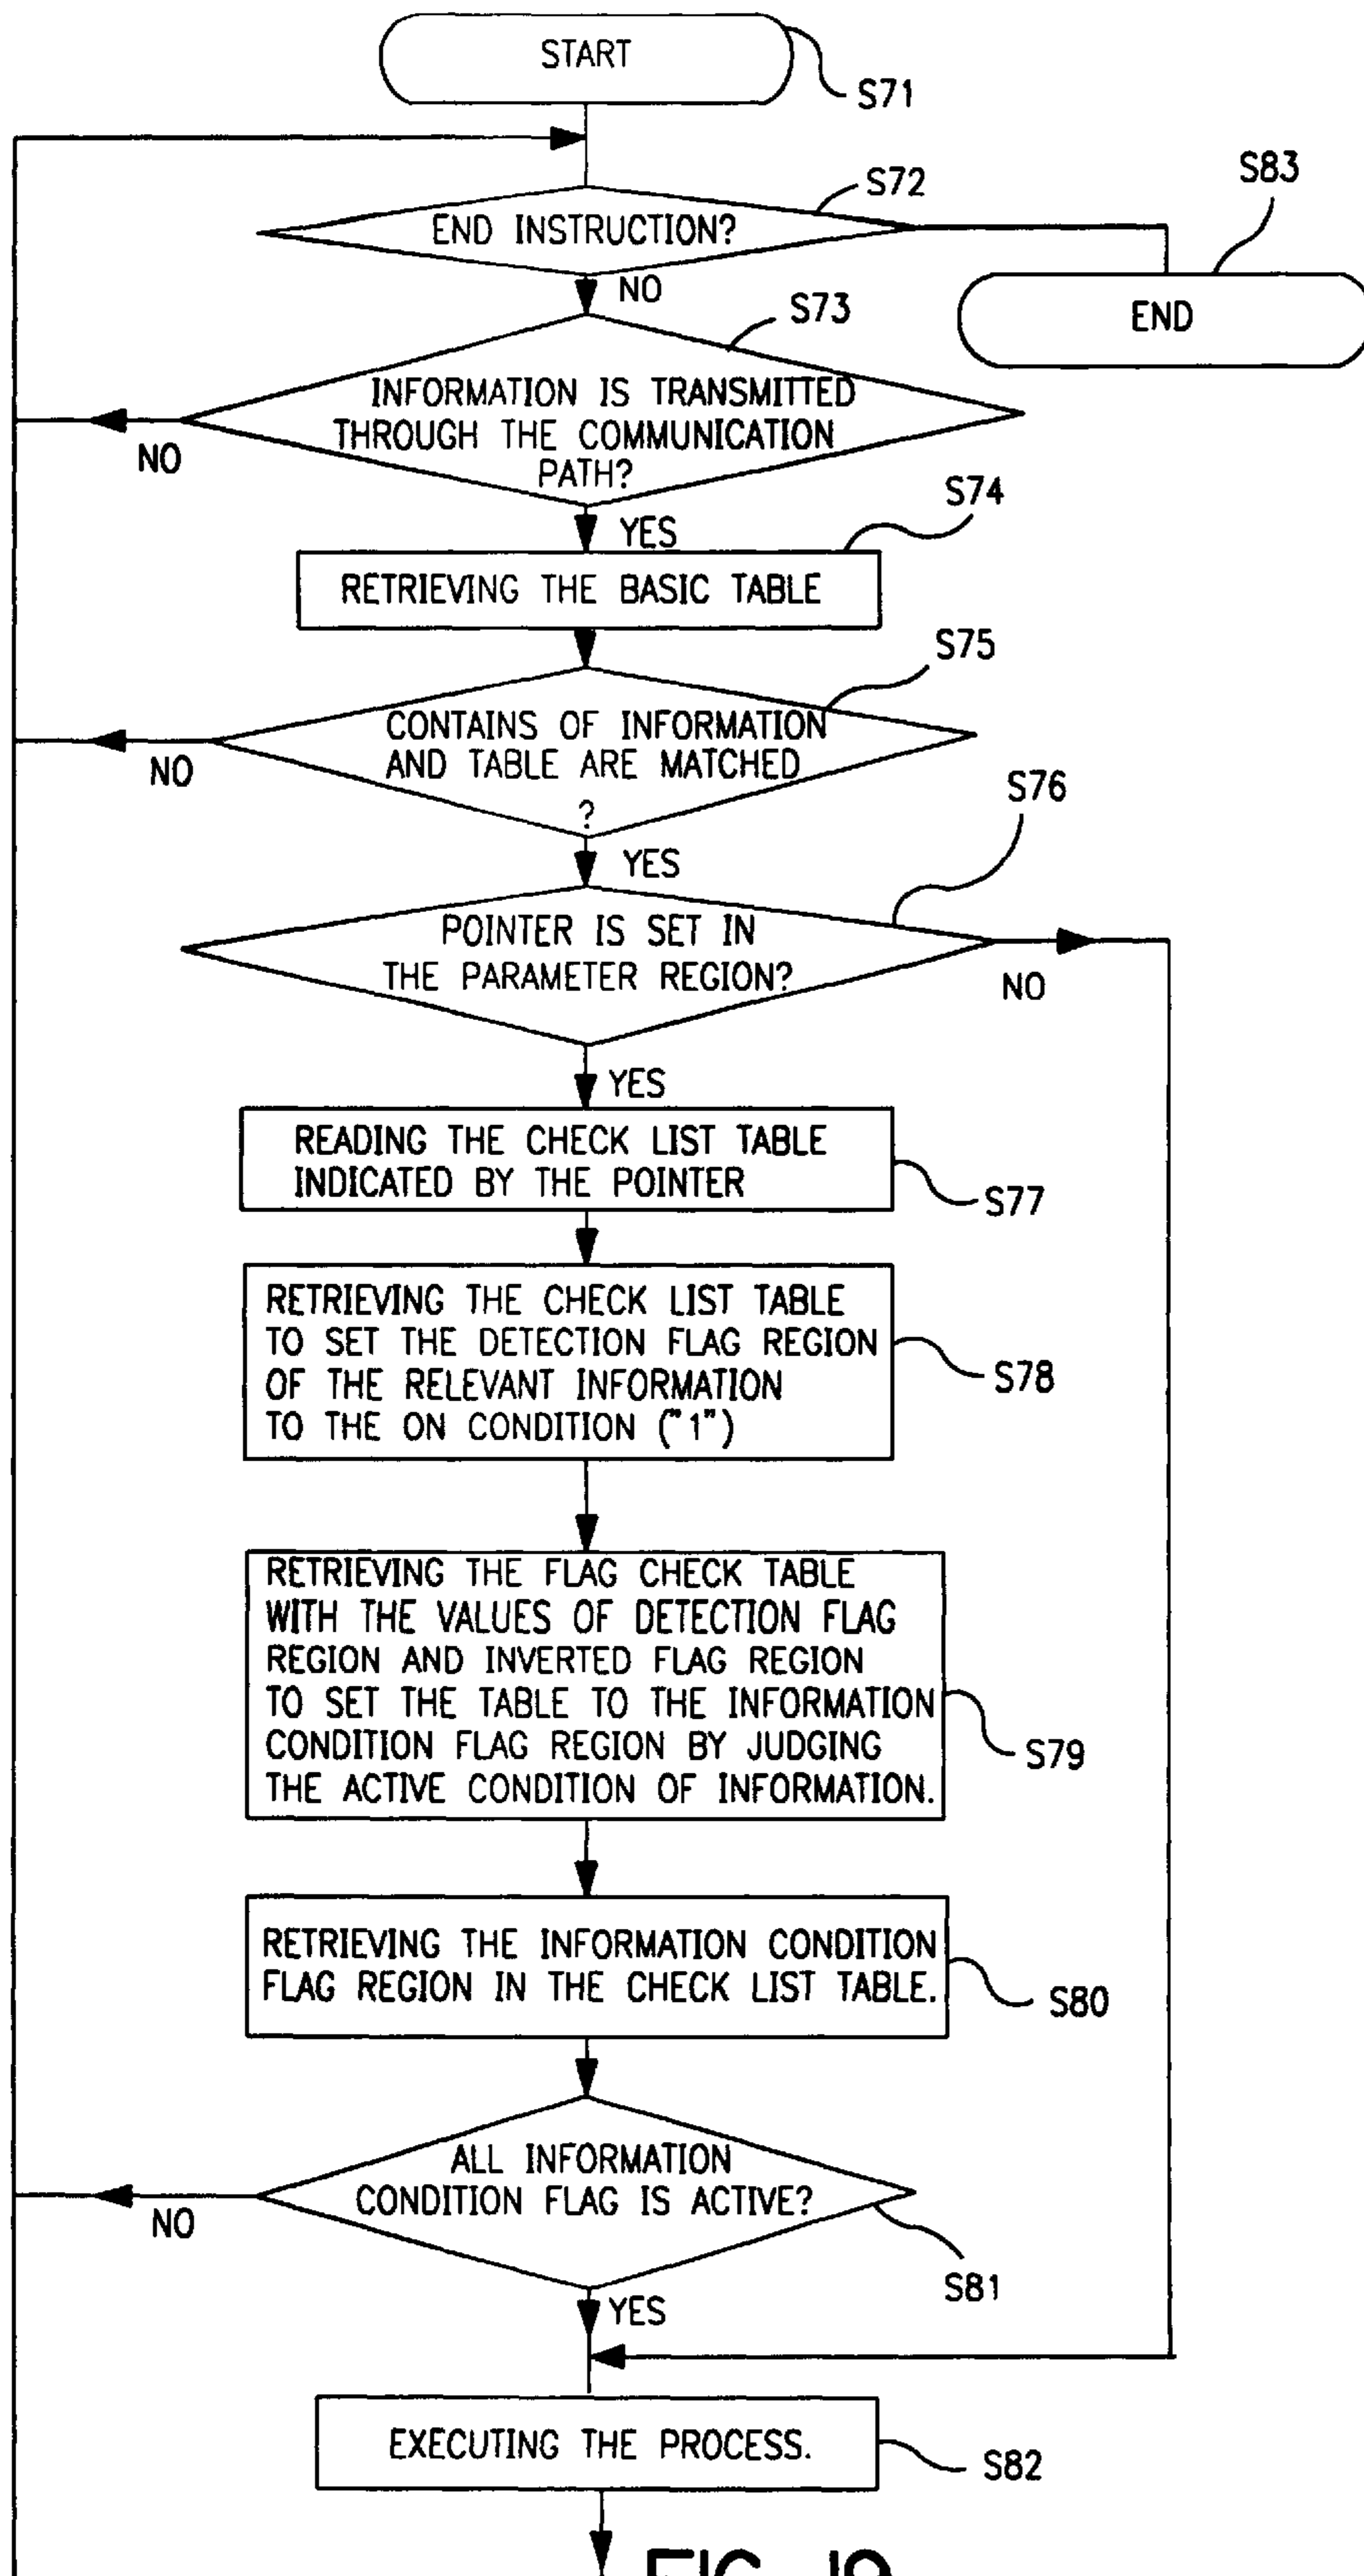 START
S71
S72
S83
END INSTRUCTION?
NO
END
S73
INFORMATION IS TRANSMITTED
THROUGH THE COMMUNICATION
PATH?
NO
S74
YES
RETRIEVING THE BASIC TABLE
S75
CONTAINS OF INFORMATION
AND TABLE ARE MATCHED
?
NO
S76
YES
POINTER IS SET IN
THE PARAMETER REGION?
NO
YES
READING THE CHECK LIST TABLE
INDICATED BY THE POINTER
S77
RETRIEVING THE CHECK LIST TABLE
TO SET THE DETECTION FLAG REGION
OF THE RELEVANT INFORMATION
TO THE ON CONDITION ("1")
S78
RETRIEVING THE FLAG CHECK TABLE
WITH THE VALUES OF DETECTION FLAG
REGION AND INVERTED FLAG REGION
TO SET THE TABLE TO THE INFORMATION
CONDITION FLAG REGION BY JUDGING
THE ACTIVE CONDITION OF INFORMATION.
S79
RETRIEVING THE INFORMATION CONDITION
FLAG REGION IN THE CHECK LIST TABLE.
S80
ALL INFORMATION
CONDITION FLAG IS ACTIVE?
NO
S81
YES
EXECUTING THE PROCESS.
S82
FIG. 19